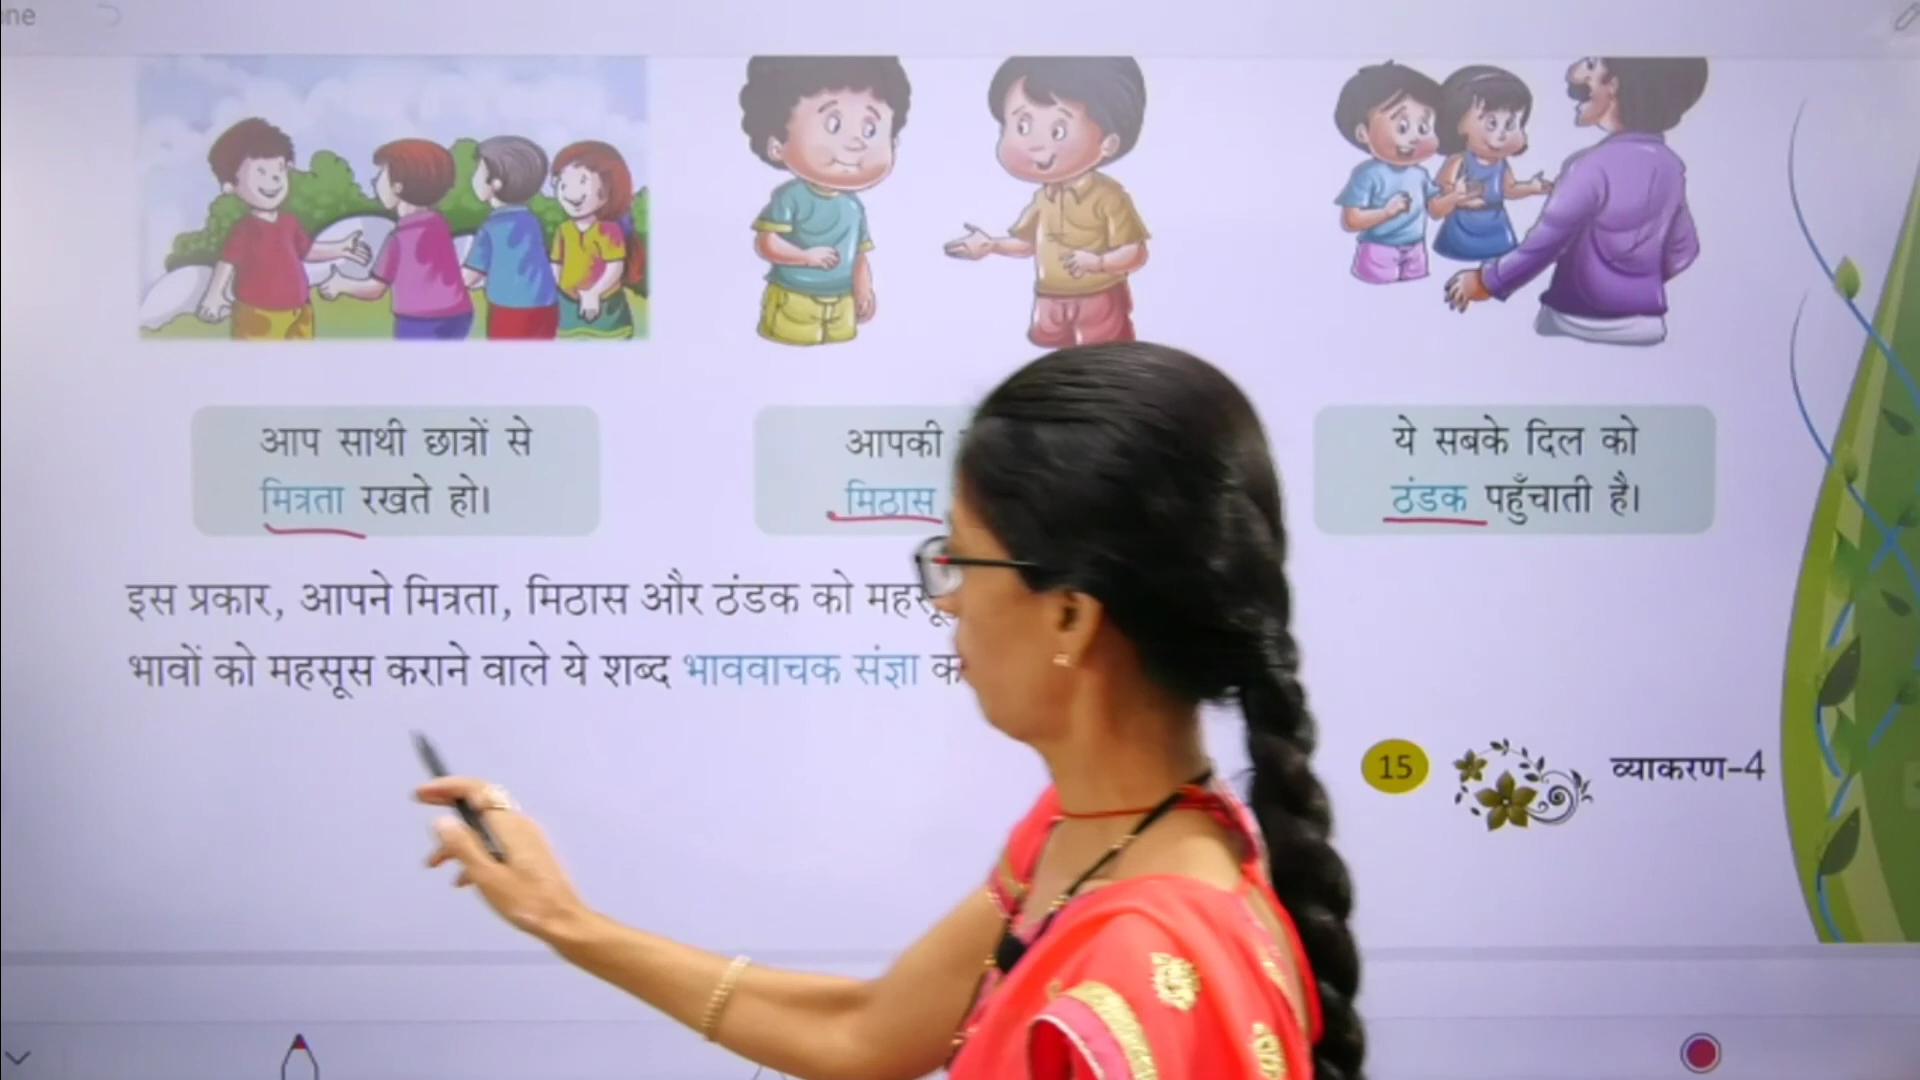 आप साथी छात्रों से
मित्रता रखते हो।
आपकी
मिठास
ये सबके दिल को
ठंडक पहुँचाती है।
इस प्रकार, आपने मित्रता, मिठास और ठंडक को
भावों को महसूस कराने वाले ये शब्द भाववाचक संज्ञा
15
व्याकरण-4